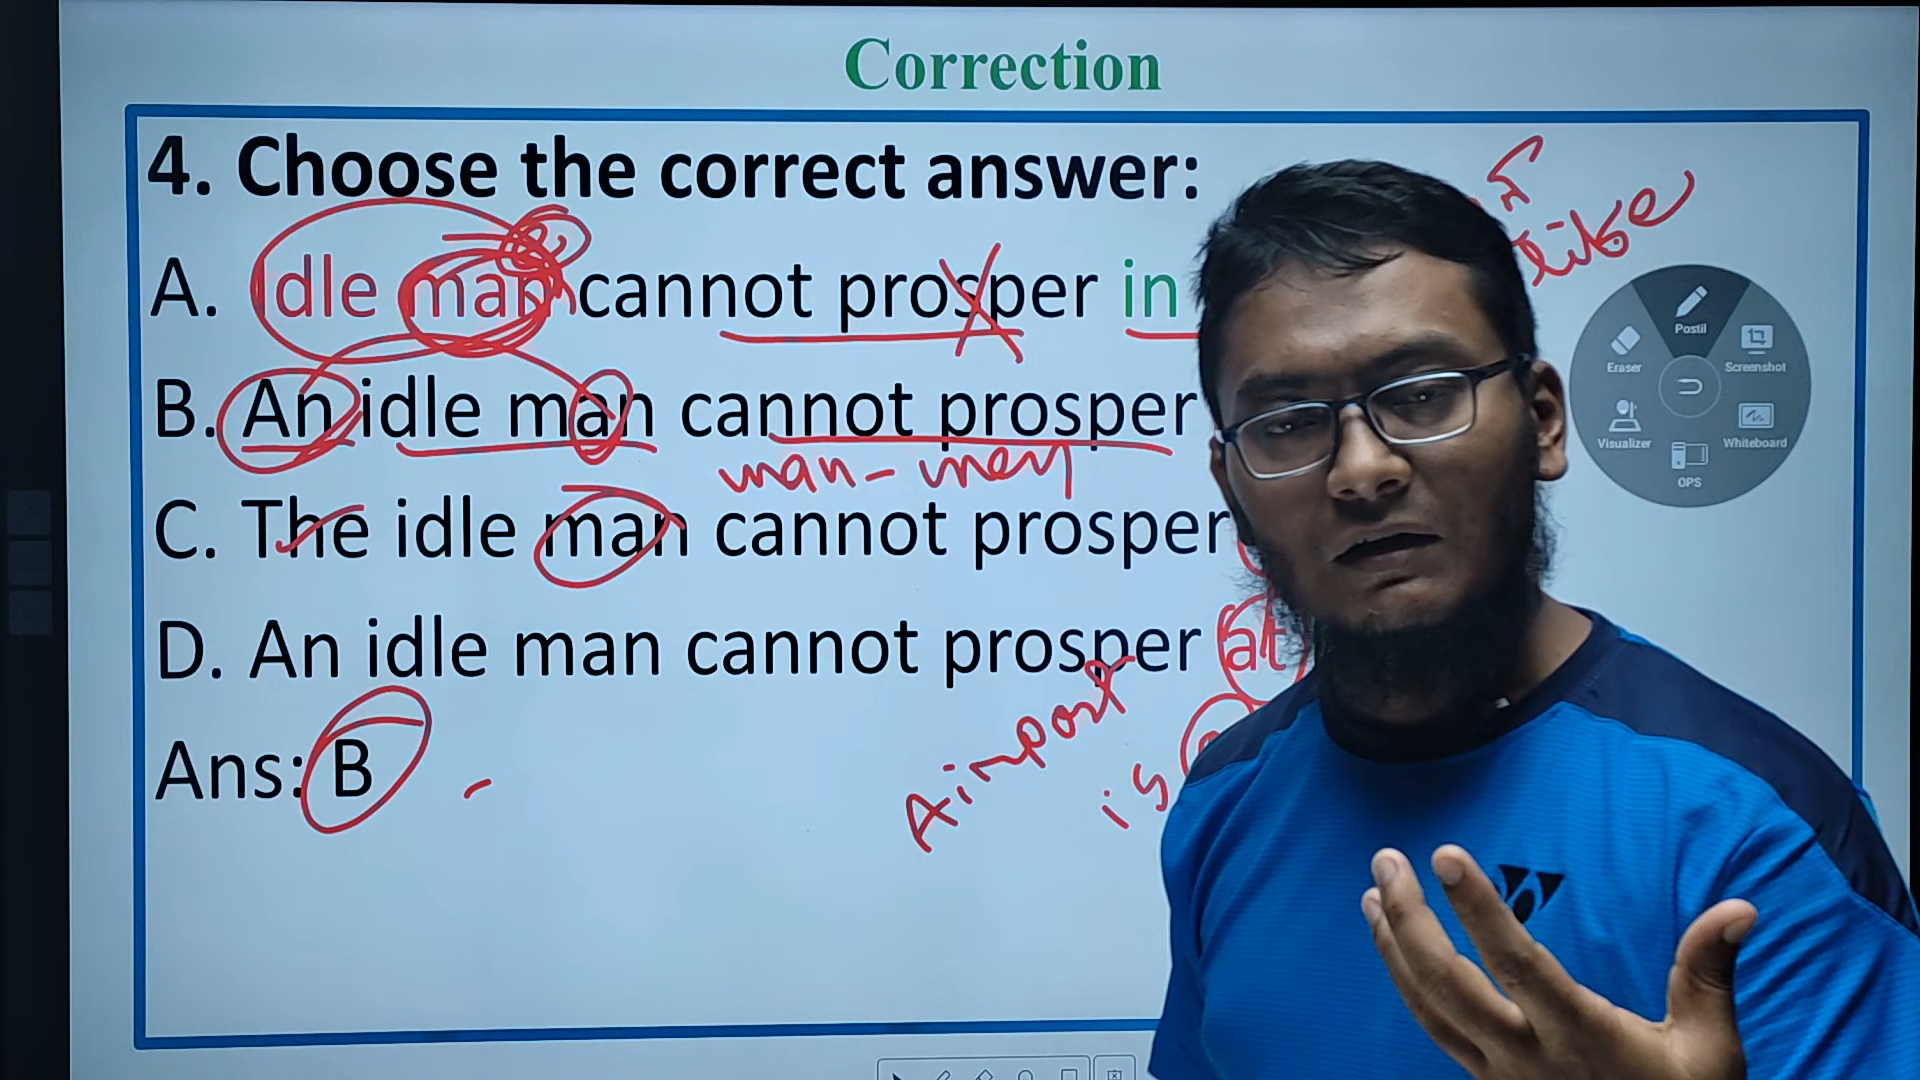 Correction
4. Choose the correct answer:
A. Idle man cannot prosper in
like
B. An idle man cannot prosper
man - men
C. The idle man cannot prosper
D. An idle man cannot prosper at
Airport
is
Ans: B
Postil
Eraser
Screenshot
Visualizer
Whiteboard
OPS